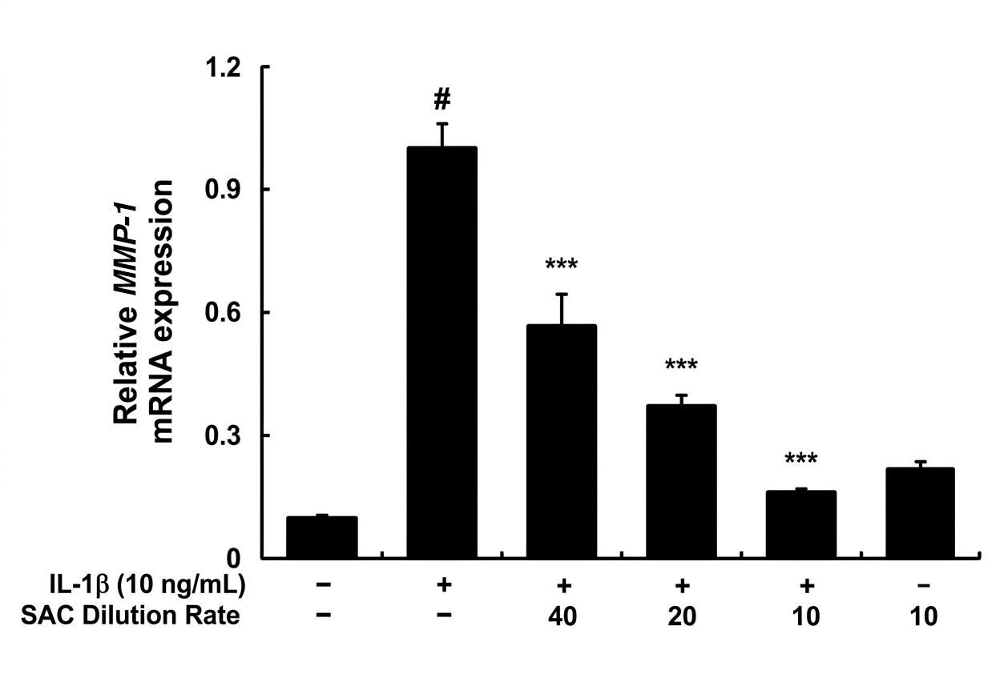 1.2
#
0.9
***
0.6
***
0.3
***
0
Relative MMP-1
mRNA expression
IL-1β (10 ng/mL) − + + + + −
SAC Dilution Rate − − 40 20 10 10